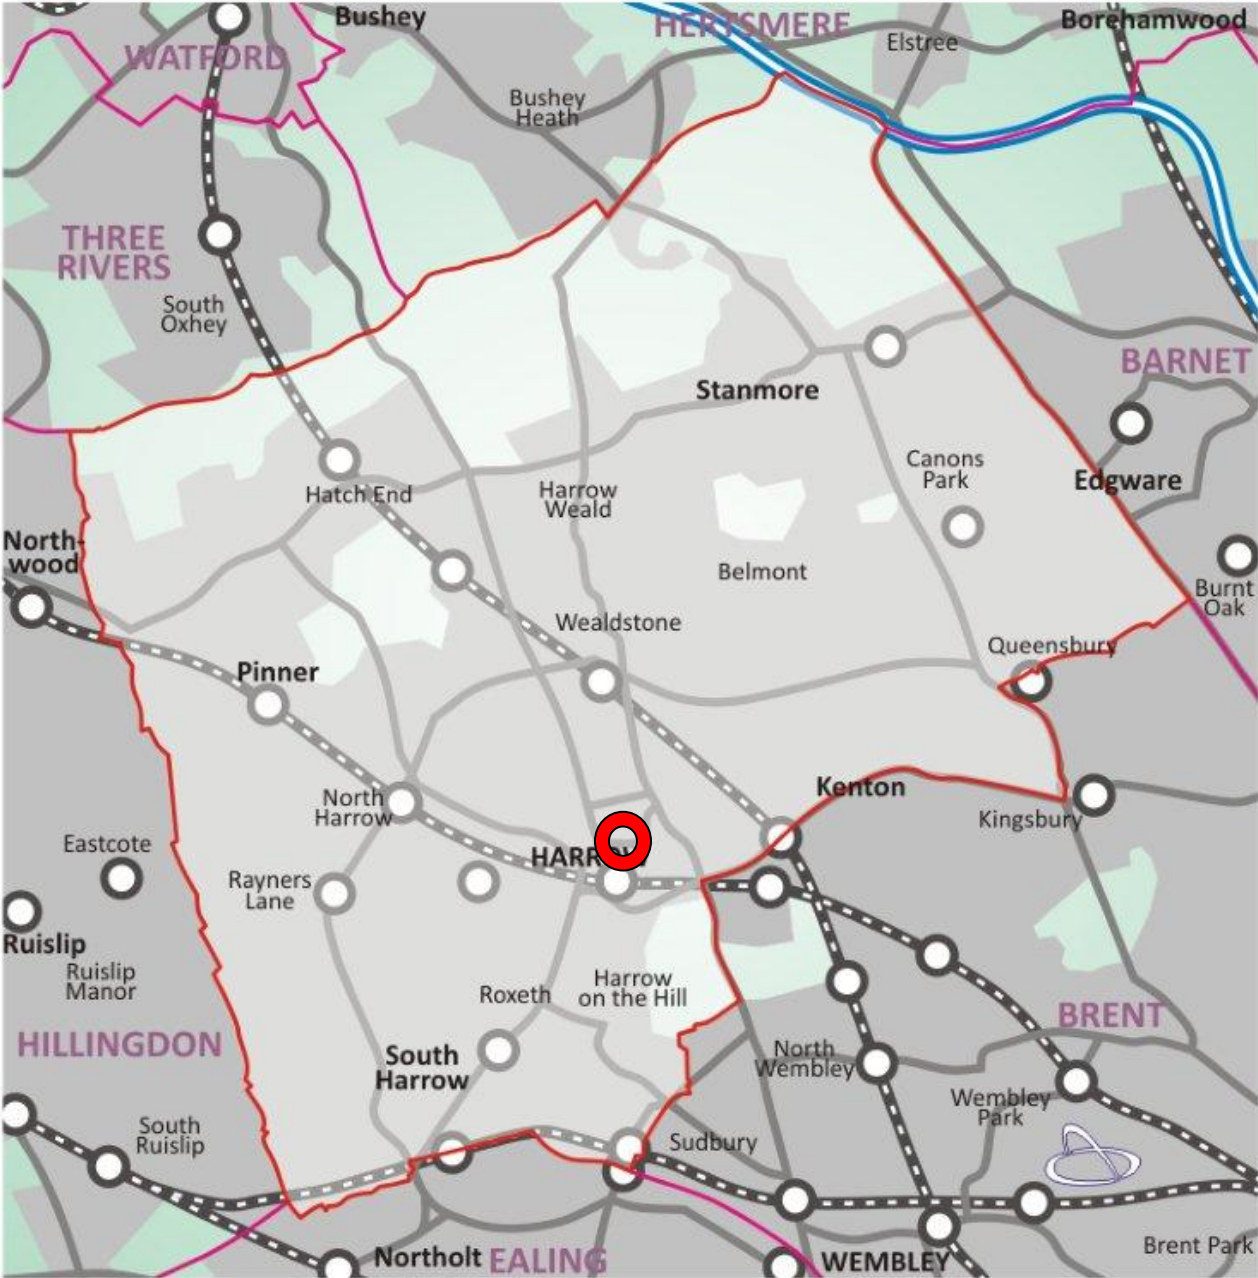 Bushey
HERTSMERE
Borehamwood
WATFORD
Elstree
Bushey
Heath
THREE
RIVERS
South
Oxhey
BARNET
Stanmore
Edgware
Canons
Park
Hatch End
Harrow
Weald
North-
wood
Belmont
Burnt
Oak
Wealdstone
Queensbury
Pinner
Kenton
North
Harrow
Kingsbury
Eastcote
HARROW
Rayners
Lane
Ruislip
Ruislip
Manor
Harrow
on the Hill
Roxeth
BRENT
HILLINGDON
South
Harrow
North
Wembley
Wembley
Park
South
Ruislip
Sudbury
Northolt
EALING
WEMBLEY
Brent Park